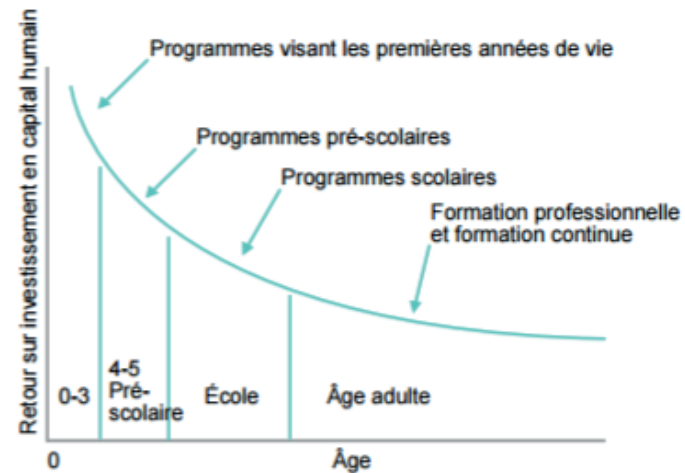 Retour sur investissement en capital humain
Programmes visant les premières années de vie
Programmes pré-scolaires
Programmes scolaires
Formation professionnelle
et formation continue
0-3
4-5
Pré-
scolaire
École
Âge adulte
0
Âge